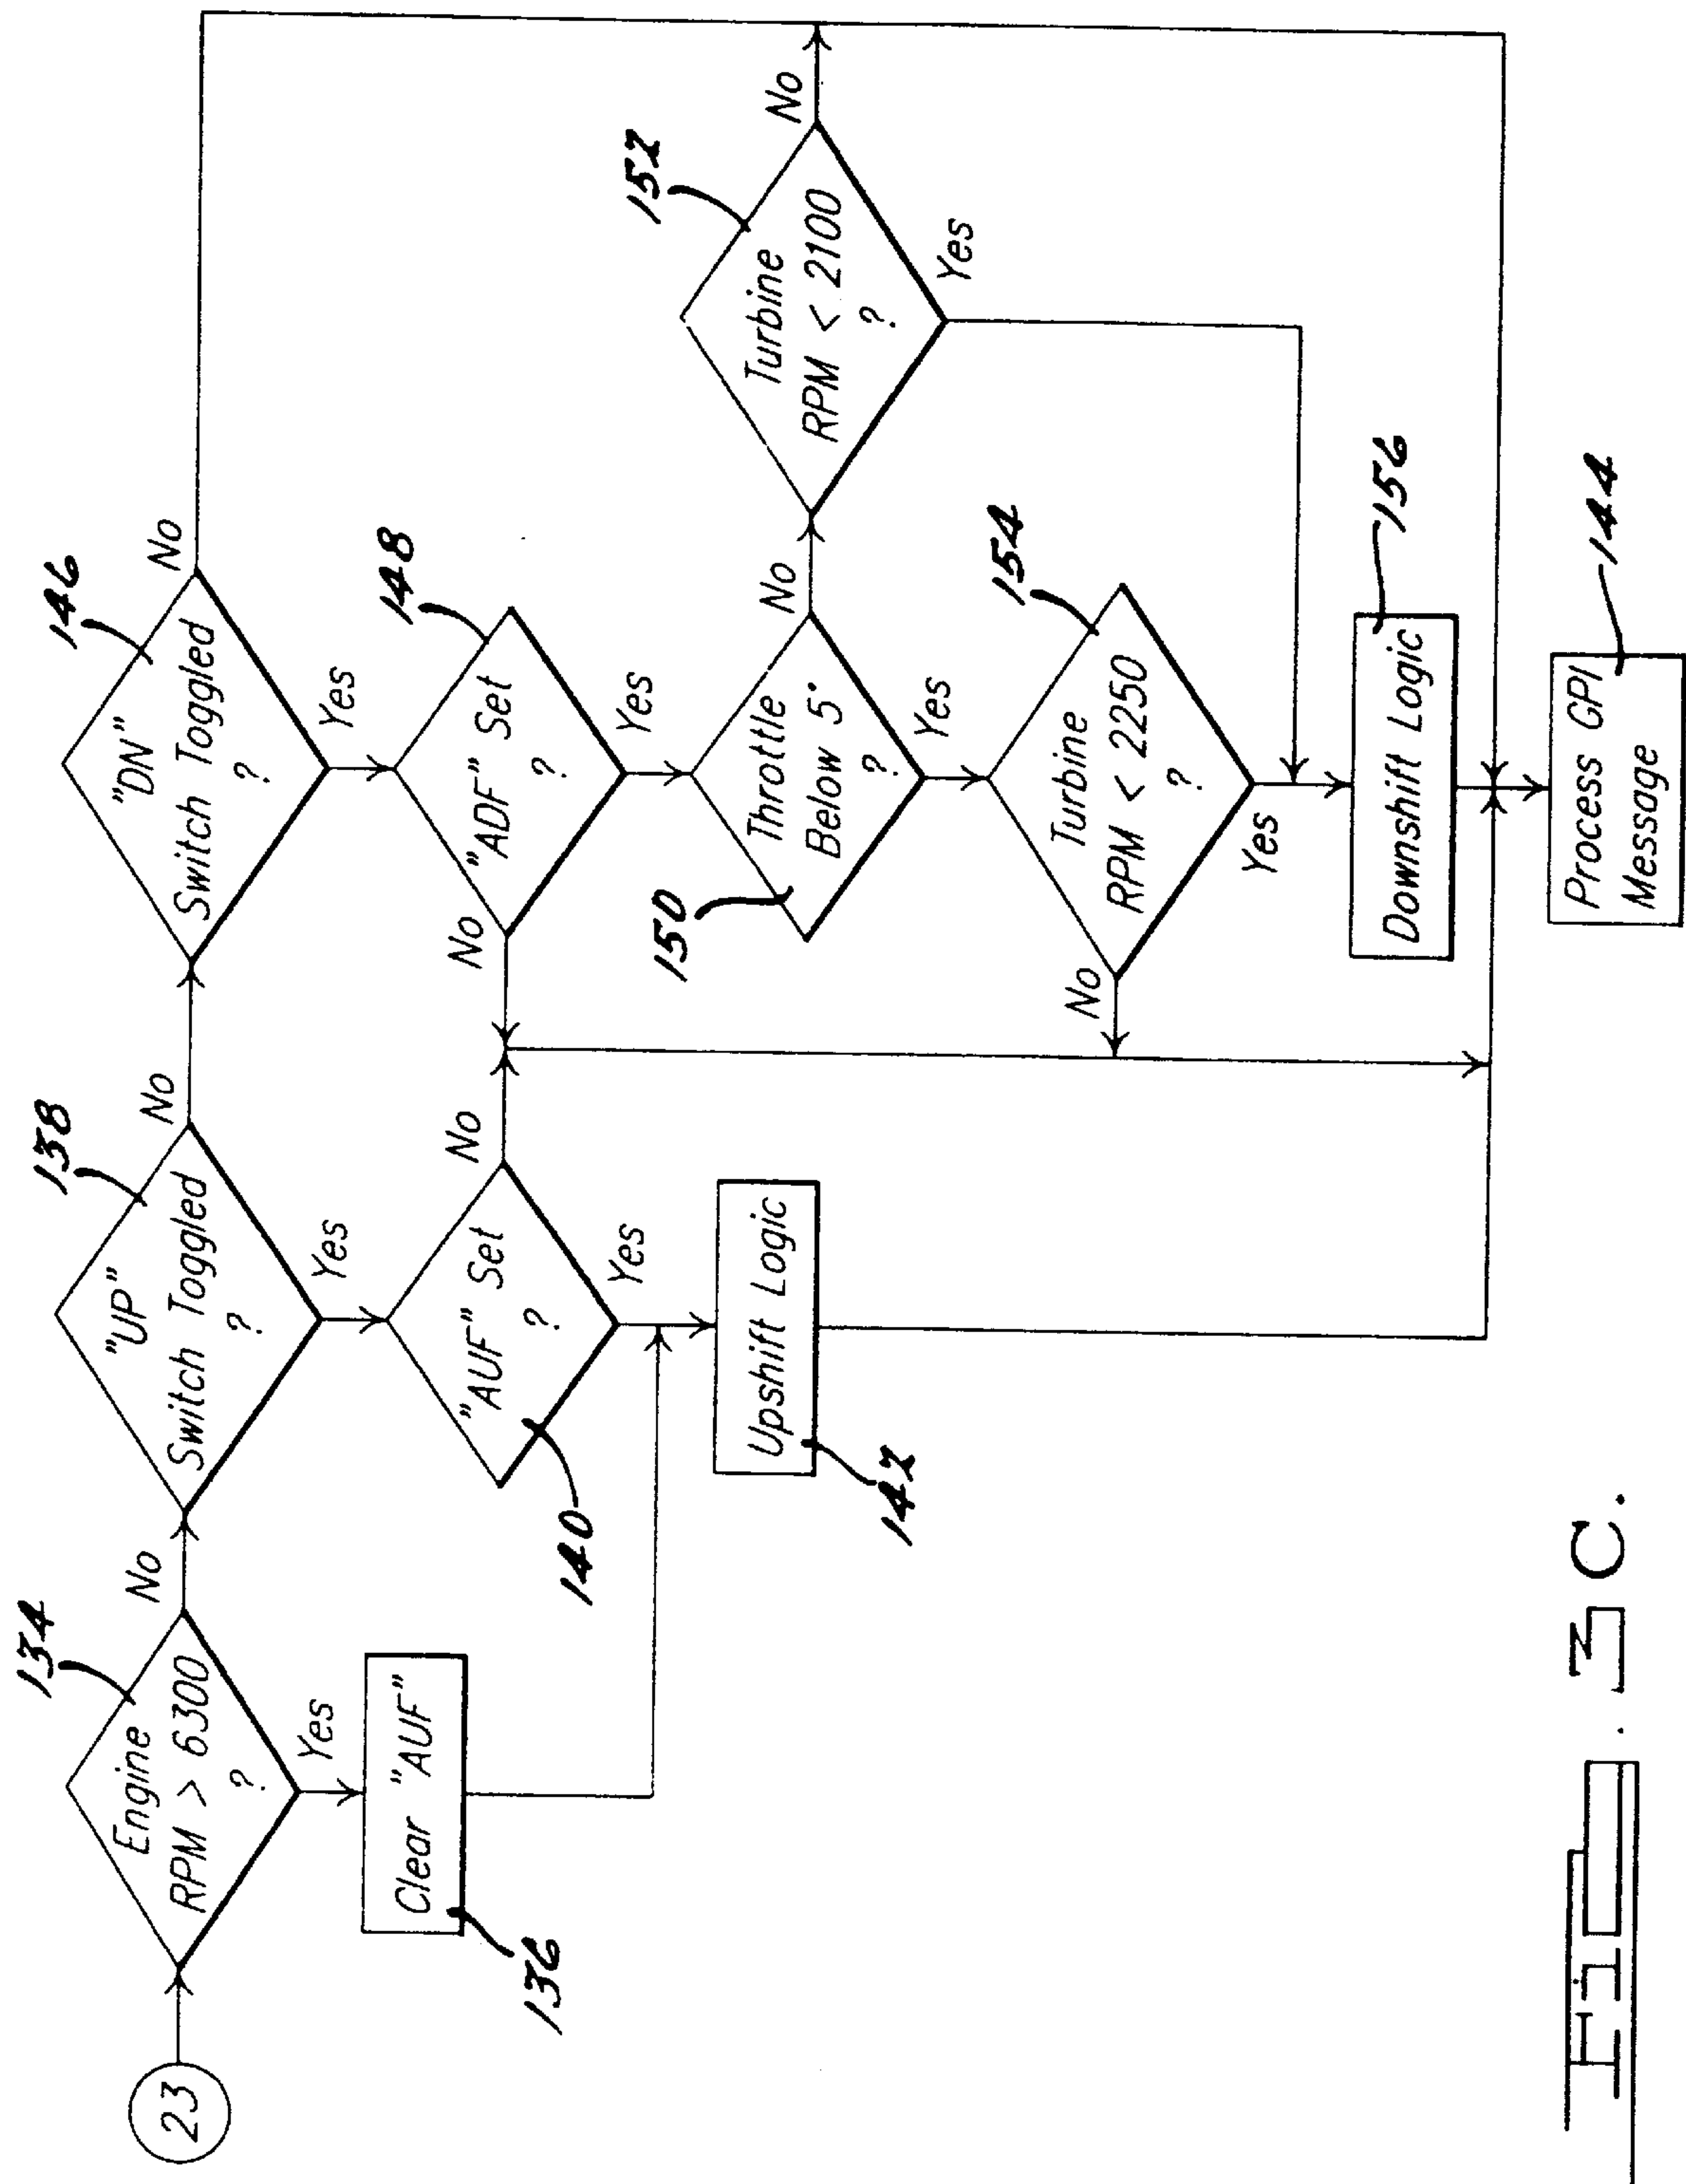 23
134
Engine
RPM > 6300
?
No
Yes
Clear "AUF"
136
138
"UP"
Switch Toggled
?
No
Yes
"AUF" Set
?
140
No
Yes
Upshift Logic
142
146
"DN"
Switch Toggled
?
No
Yes
148
"ADF" Set
?
No
Yes
Throttle
Below 5°
?
150
No
Yes
152
Turbine
RPM < 2100
?
No
Yes
154
Turbine
RPM < 2250
?
No
Yes
Downshift Logic
156
Process GPI
Message
144
FIG. 3C.